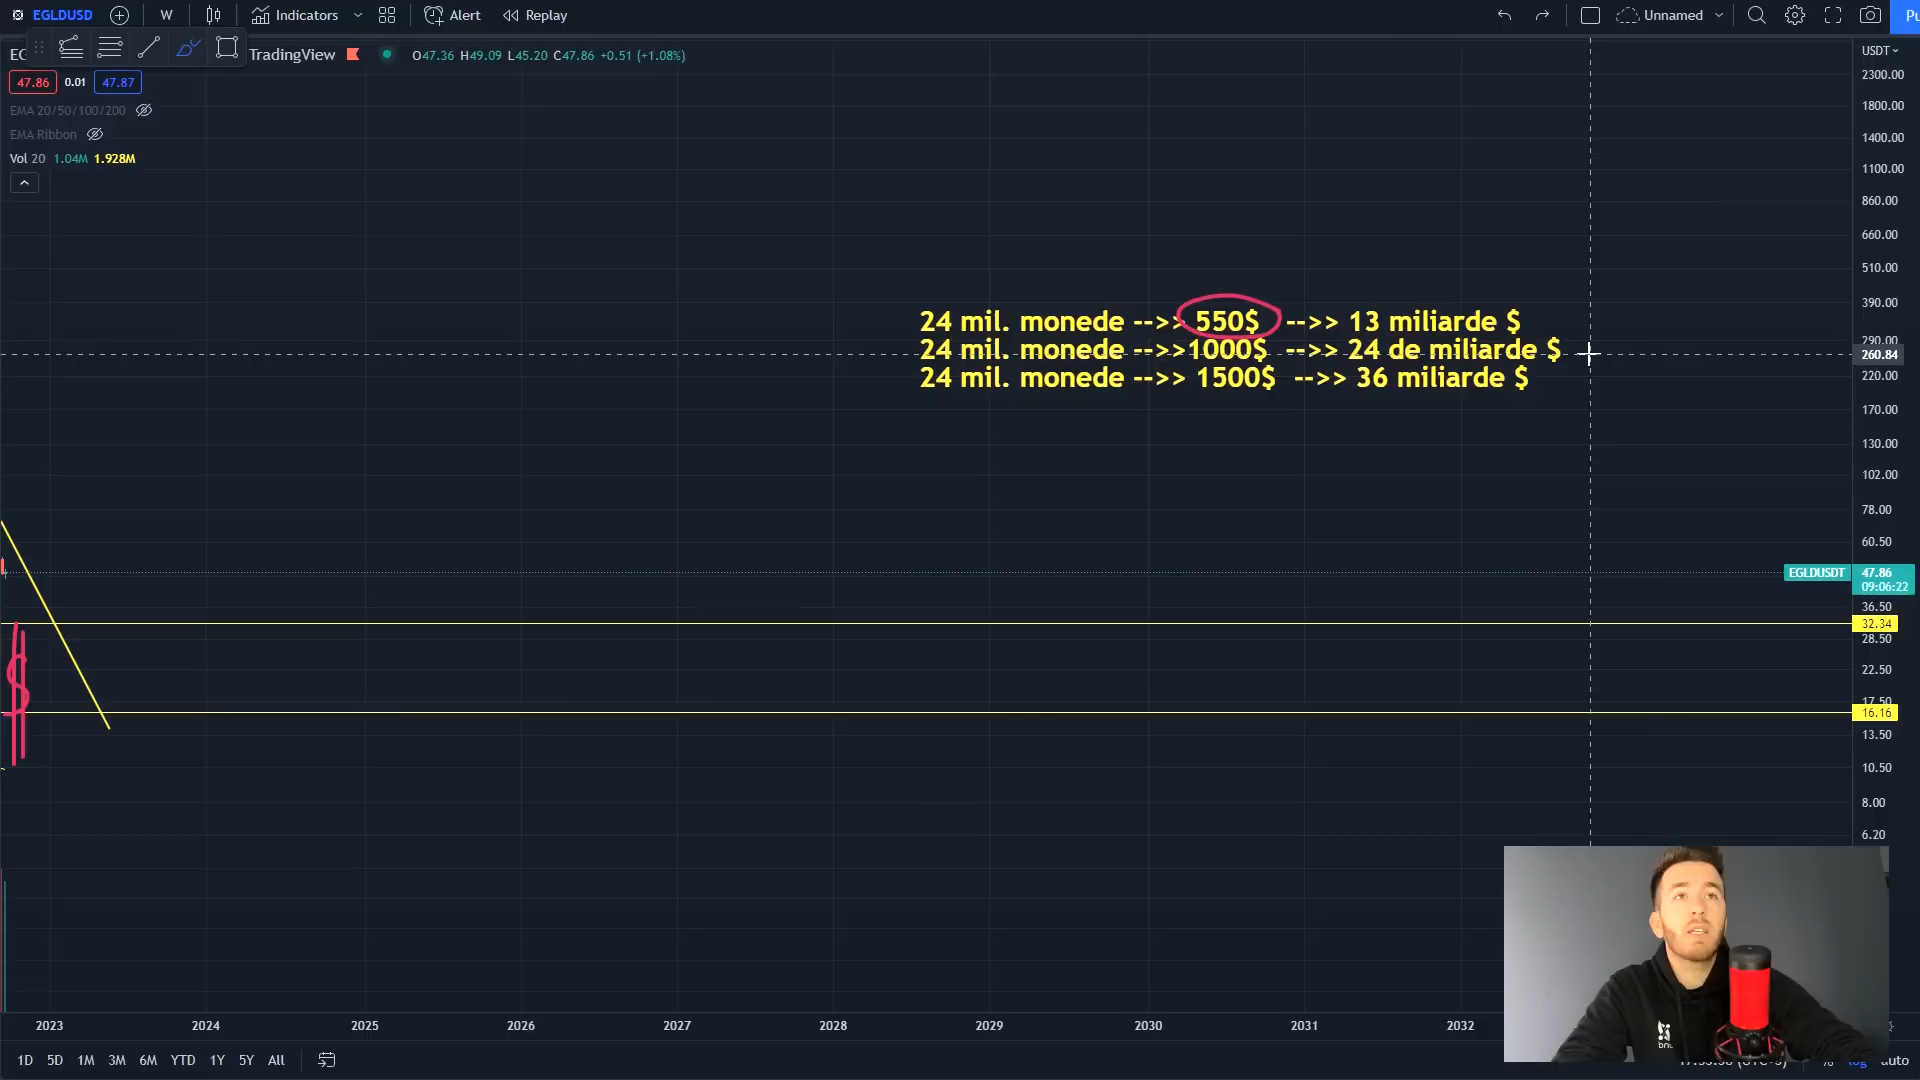 EGLDUSD W Indicators Alert Replay Unnamed
TradingView O47.36 H49.09 L45.20 C47.86 +0.51 (+1.08%) USDT
47.86 0.01 47.87
EMA 20/50/100/200
EMA Ribbon
Vol 20 1.04M 1.928M
2300.00
1800.00
1400.00
1100.00
860.00
660.00
510.00
390.00
24 mil. monede -->> 550$ -->> 13 miliarde $
24 mil. monede -->>1000$ -->> 24 de miliarde $
24 mil. monede -->> 1500$ -->> 36 miliarde $
290.00
260.84
220.00
170.00
130.00
102.00
78.00
60.50
EGLDUSDT 47.86
09:06:22
36.50
32.34
28.50
22.50
$
17.50
16.16
13.50
10.50
8.00
6.20
2023 2024 2025 2026 2027 2028 2029 2030 2031 2032
1D 5D 1M 3M 6M YTD 1Y 5Y All % log auto